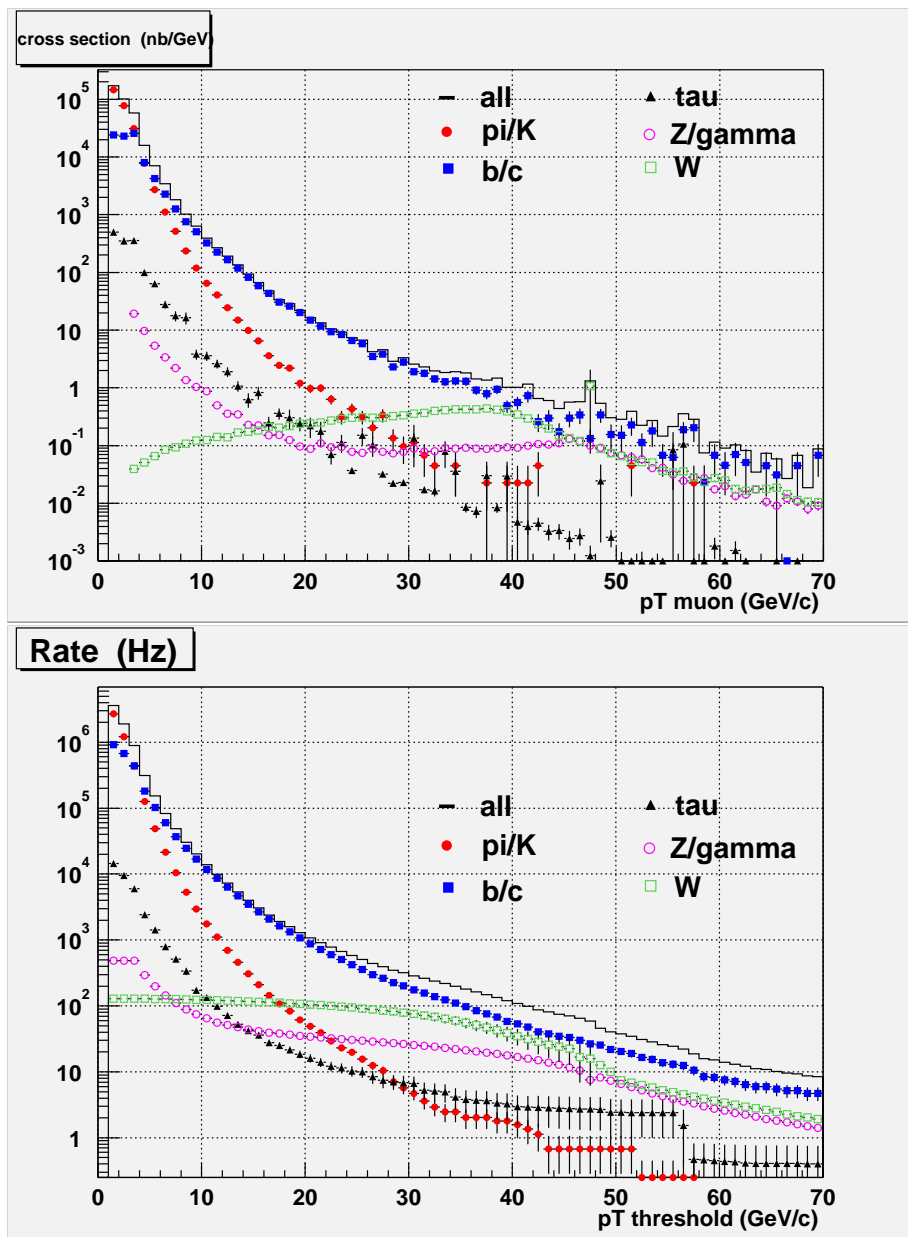 cross section (nb/GeV)
10^5
10^4
10^3
10^2
10
1
10^-1
10^-2
10^-3
all
tau
pi/K
Z/gamma
b/c
W
0 10 20 30 40 50 60 70
pT muon (GeV/c)
Rate (Hz)
10^6
10^5
10^4
10^3
10^2
10
1
all
tau
pi/K
Z/gamma
b/c
W
0 10 20 30 40 50 60 70
pT threshold (GeV/c)